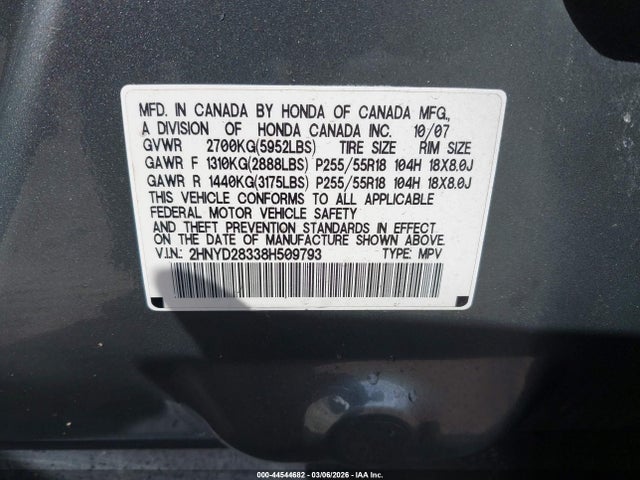 MFD. IN CANADA BY HONDA OF CANADA MFG.,
A DIVISION OF HONDA CANADA INC. 10/07
GVWR 2700KG(5952LBS) TIRE SIZE RIM SIZE
GAWR F 1310KG(2888LBS) P255/55R18 104H 18X8.0J
GAWR R 1440KG(3175LBS) P255/55R18 104H 18X8.0J
THIS VEHICLE CONFORMS TO ALL APPLICABLE
FEDERAL MOTOR VEHICLE SAFETY
AND THEFT PREVENTION STANDARDS IN EFFECT
ON THE DATE OF MANUFACTURE SHOWN ABOVE.
V.I.N.: 2HNYD28338H509793 TYPE: MPV
000-44544682 - 03/06/2026 - IAA Inc.